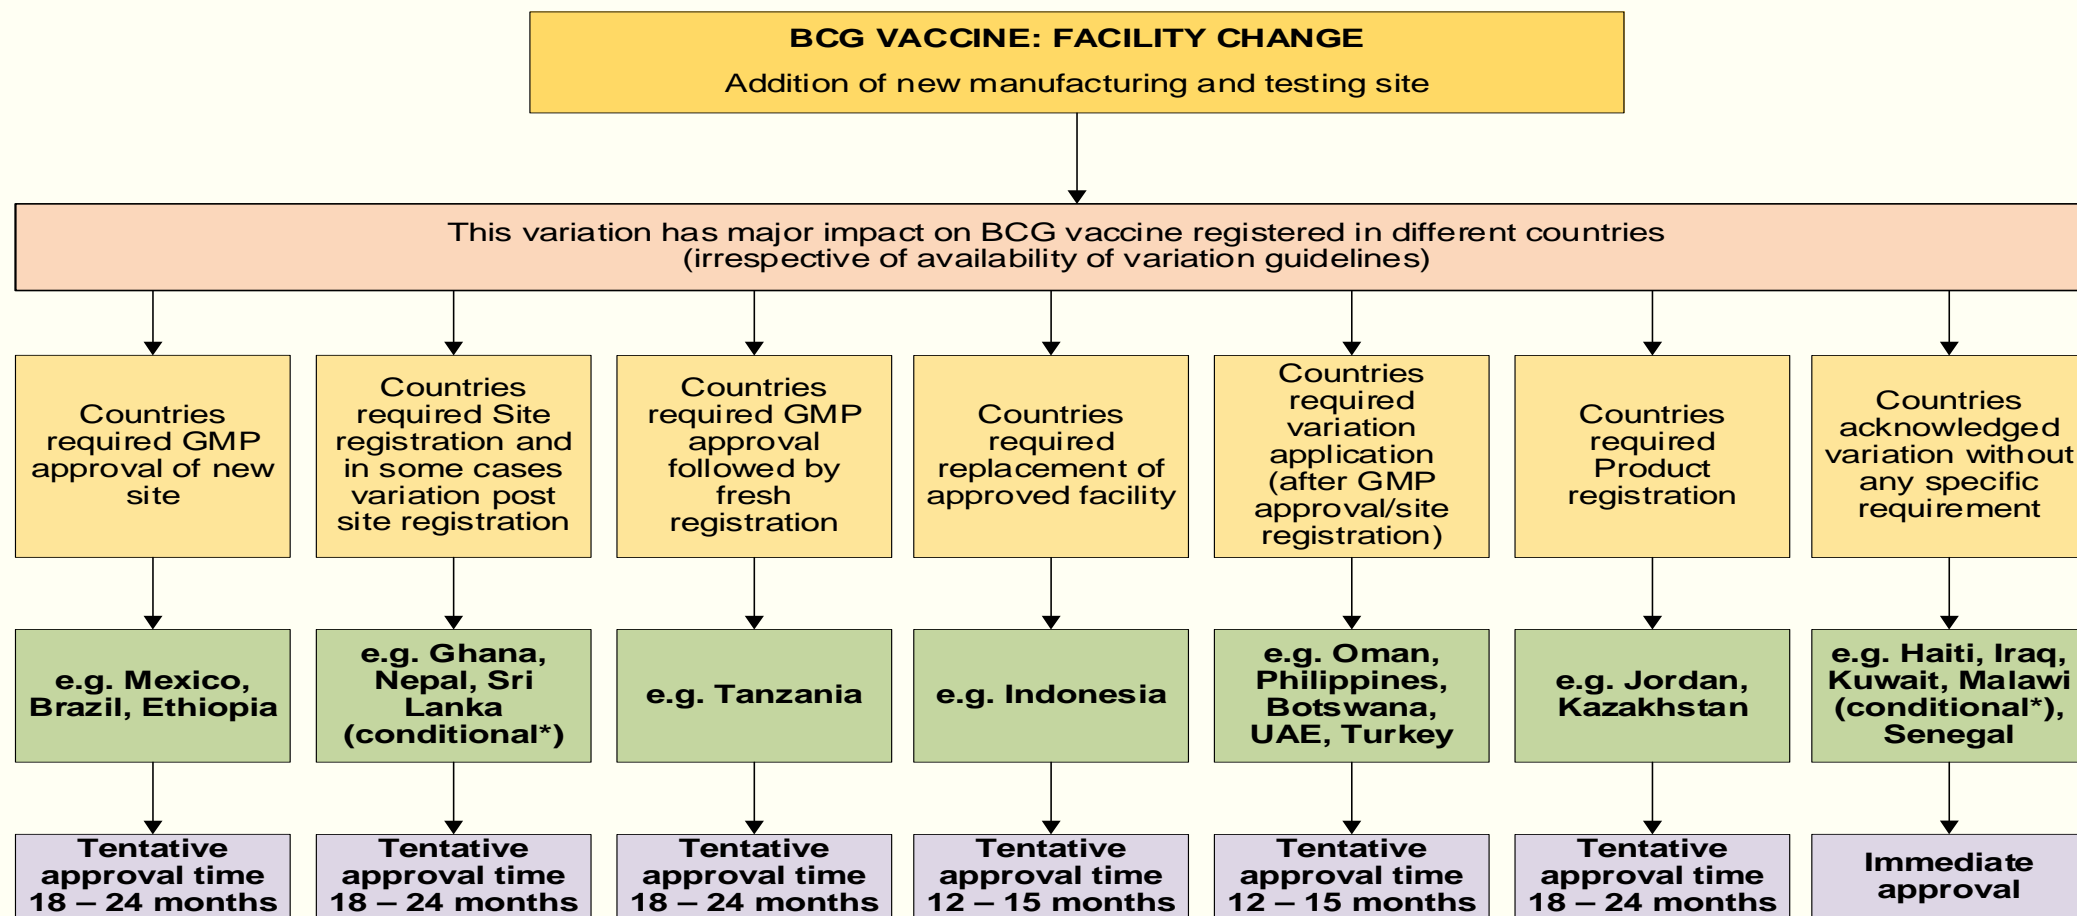 BCG VACCINE: FACILITY CHANGE
Addition of new manufacturing and testing site
This variation has major impact on BCG vaccine registered in different countries
(irrespective of availability of variation guidelines)
Countries
required GMP
approval of new
site
Countries
required Site
registration and
in some cases
variation post
site registration
Countries
required GMP
approval
followed by
fresh
registration
Countries
required
replacement of
approved facility
Countries
required
variation
application
(after GMP
approval/site
registration)
Countries
required
Product
registration
Countries
acknowledged
variation without
any specific
requirement
e.g. Mexico,
Brazil, Ethiopia
e.g. Ghana,
Nepal, Sri
Lanka
(conditional*)
e.g. Tanzania
e.g. Indonesia
e.g. Oman,
Philippines,
Botswana,
UAE, Turkey
e.g. Jordan,
Kazakhstan
e.g. Haiti, Iraq,
Kuwait, Malawi
(conditional*),
Senegal
Tentative
approval time
18 – 24 months
Tentative
approval time
18 – 24 months
Tentative
approval time
18 – 24 months
Tentative
approval time
12 – 15 months
Tentative
approval time
12 – 15 months
Tentative
approval time
18 – 24 months
Immediate
approval